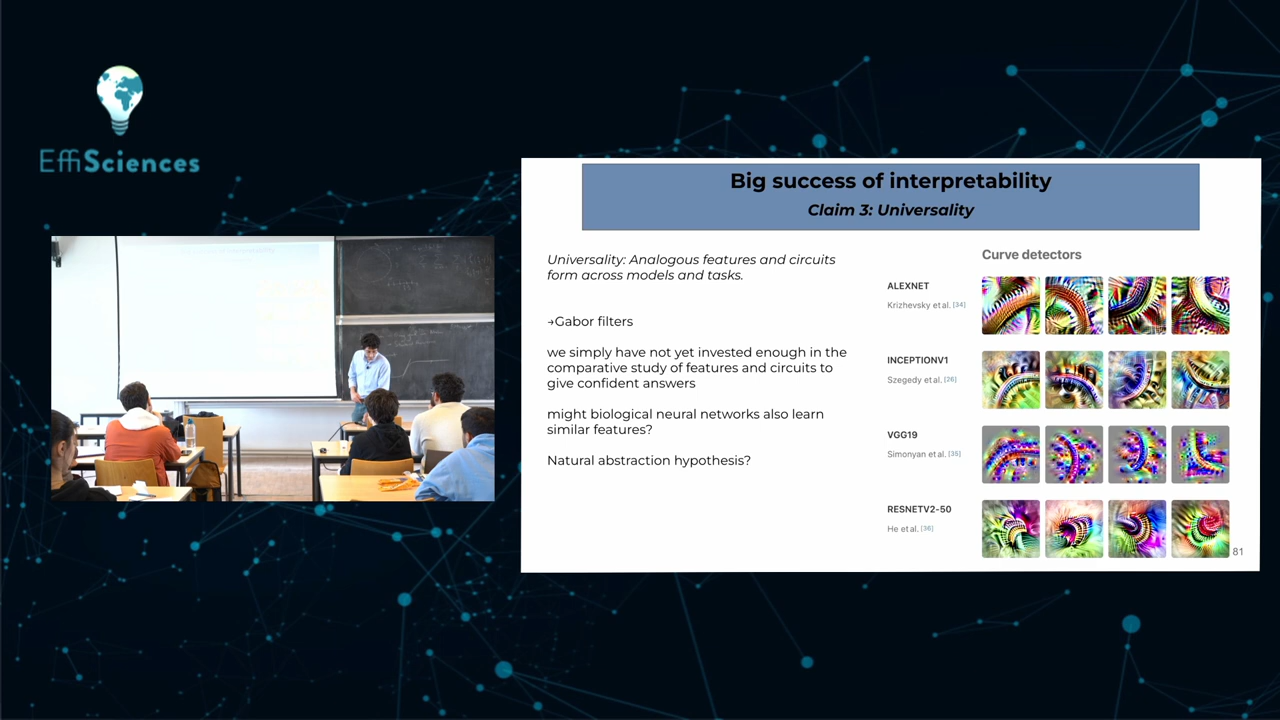 EffiSciences
Big success of interpretability
Claim 3: Universality
Universality: Analogous features and circuits
form across models and tasks.
→Gabor filters
we simply have not yet invested enough in the
comparative study of features and circuits to
give confident answers
might biological neural networks also learn
similar features?
Natural abstraction hypothesis?
Curve detectors
ALEXNET
Krizhevsky et al. [34]
INCEPTIONV1
Szegedy et al. [26]
VGG19
Simonyan et al. [35]
RESNETV2-50
He et al. [36]
81